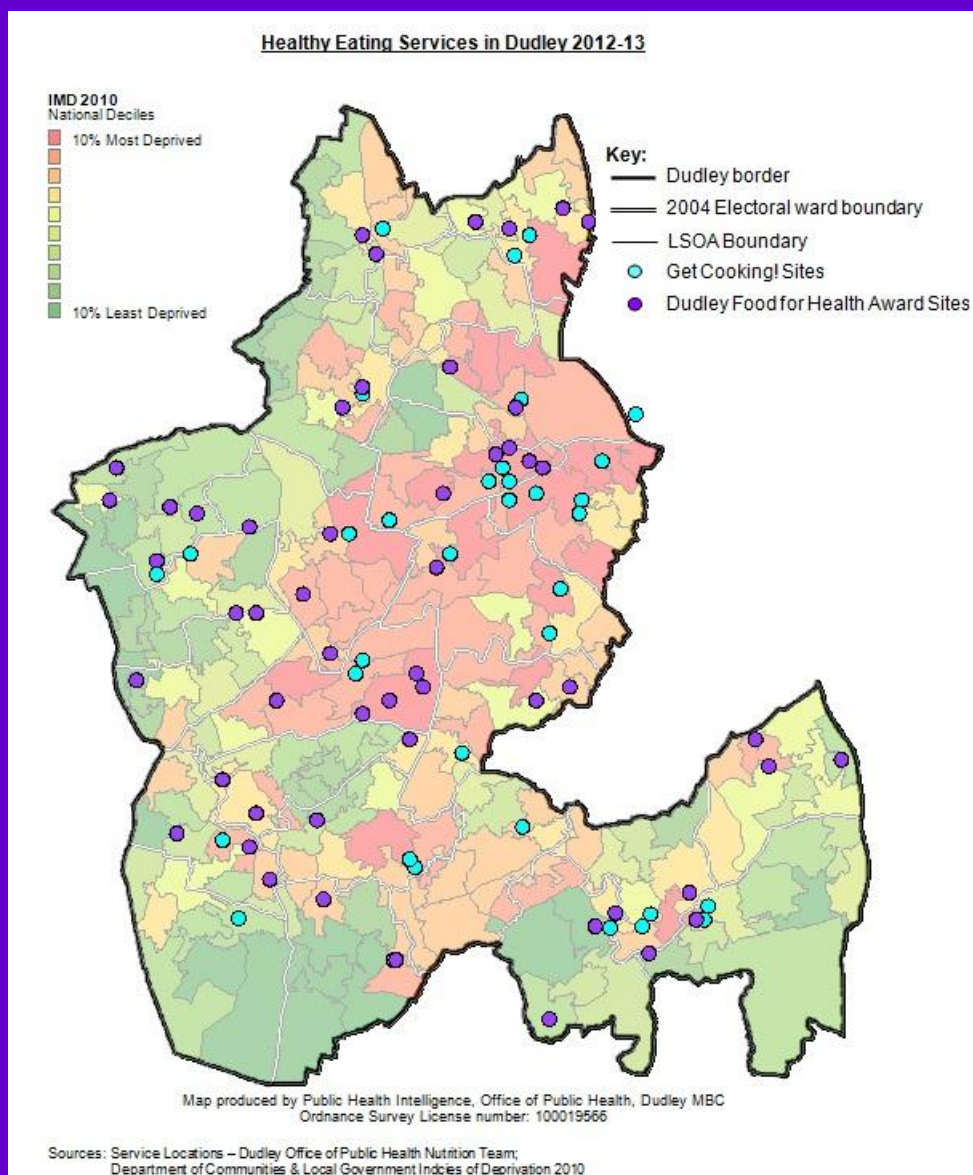 Healthy Eating Services in Dudley 2012-13
IMD 2010
National Deciles
10% Most Deprived
10% Least Deprived
Key:
Dudley border
2004 Electoral ward boundary
LSOA Boundary
Get Cooking! Sites
Dudley Food for Health Award Sites
Map produced by Public Health Intelligence, Office of Public Health, Dudley MBC
Ordnance Survey License number: 100019566
Sources: Service Locations – Dudley Office of Public Health Nutrition Team;
Department of Communities & Local Government Indcies of Deprivation 2010